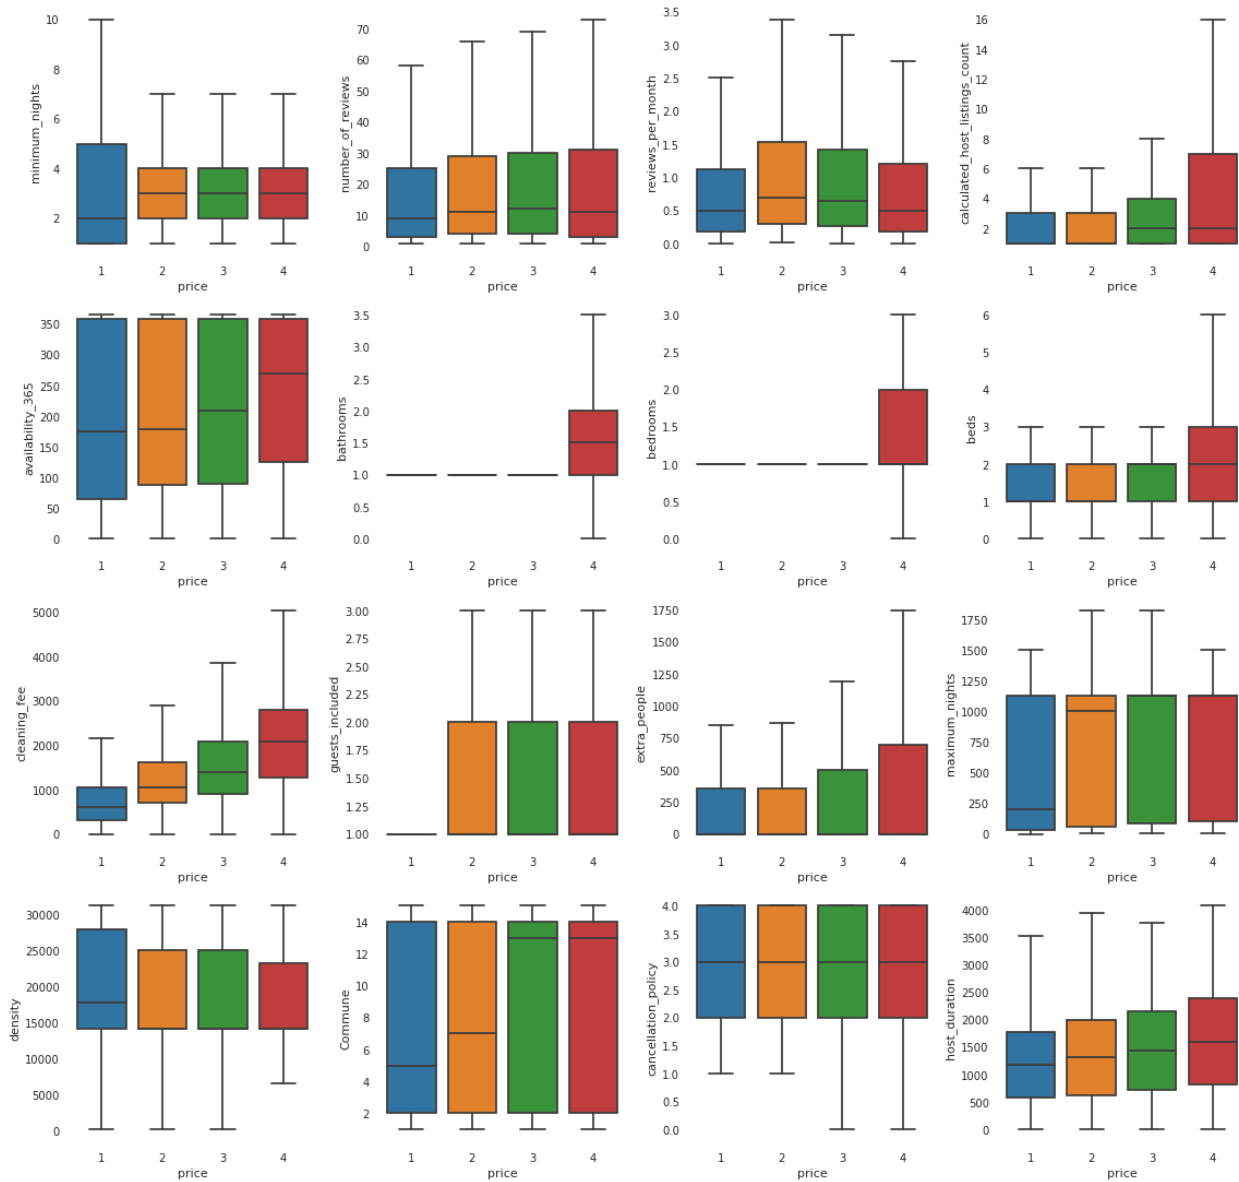 minimum_nights
10
8
6
4
2
1 2 3 4
price
number_of_reviews
70
60
50
40
30
20
10
0
1 2 3 4
price
reviews_per_month
3.5
3.0
2.5
2.0
1.5
1.0
0.5
0.0
1 2 3 4
price
calculated_host_listings_count
16
14
12
10
8
6
4
2
1 2 3 4
price
availability_365
350
300
250
200
150
100
50
0
1 2 3 4
price
bathrooms
3.5
3.0
2.5
2.0
1.5
1.0
0.5
0.0
1 2 3 4
price
bedrooms
3.0
2.5
2.0
1.5
1.0
0.5
0.0
1 2 3 4
price
beds
6
5
4
3
2
1
0
1 2 3 4
price
cleaning_fee
5000
4000
3000
2000
1000
0
1 2 3 4
price
guests_included
3.00
2.75
2.50
2.25
2.00
1.75
1.50
1.25
1.00
1 2 3 4
price
extra_people
1750
1500
1250
1000
750
500
250
0
1 2 3 4
price
maximum_nights
1750
1500
1250
1000
750
500
250
0
1 2 3 4
price
density
30000
25000
20000
15000
10000
5000
0
1 2 3 4
price
Commune
14
12
10
8
6
4
2
1 2 3 4
price
cancellation_policy
4.0
3.5
3.0
2.5
2.0
1.5
1.0
0.5
0.0
1 2 3 4
price
host_duration
4000
3500
3000
2500
2000
1500
1000
500
0
1 2 3 4
price